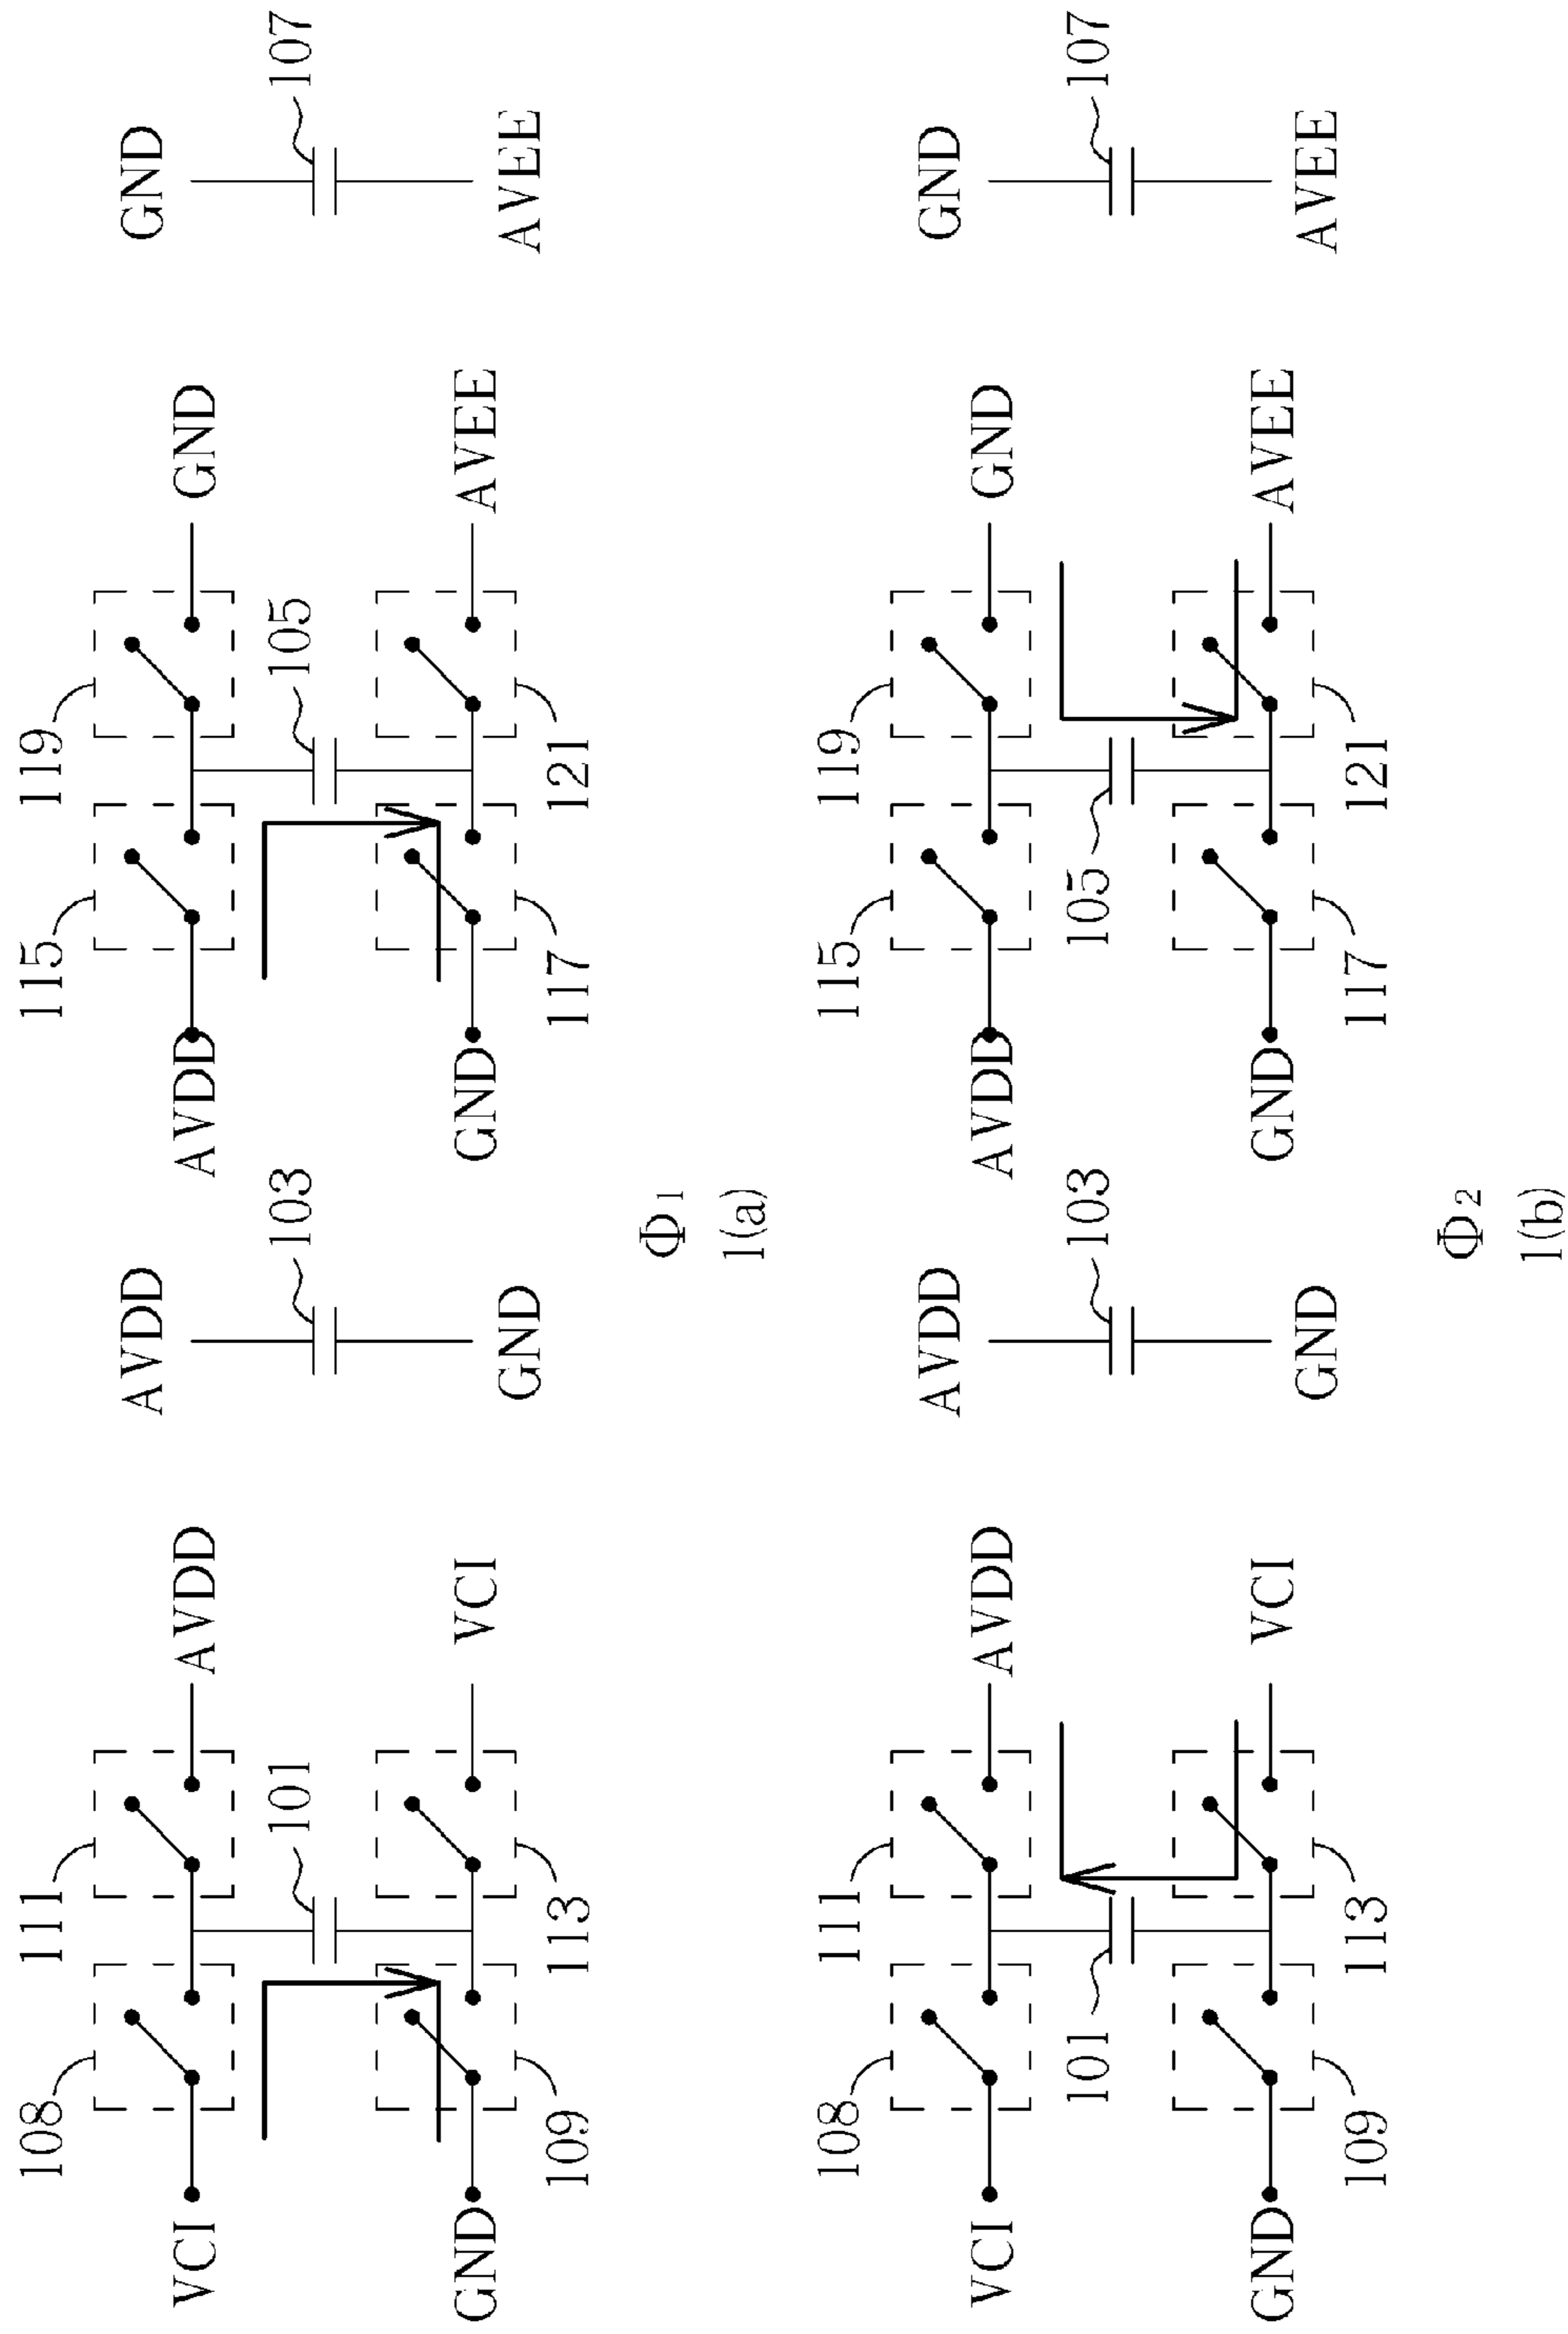 108 111 115 119
VCI AVDD AVDD AVDD GND GND
101 103 105 107
GND VCI GND GND AVEE AVEE
109 113 117 121
Φ1
1(a)
108 111 115 119
VCI AVDD AVDD AVDD GND GND
101 103 105 107
GND VCI GND GND AVEE AVEE
109 113 117 121
Φ2
1(b)